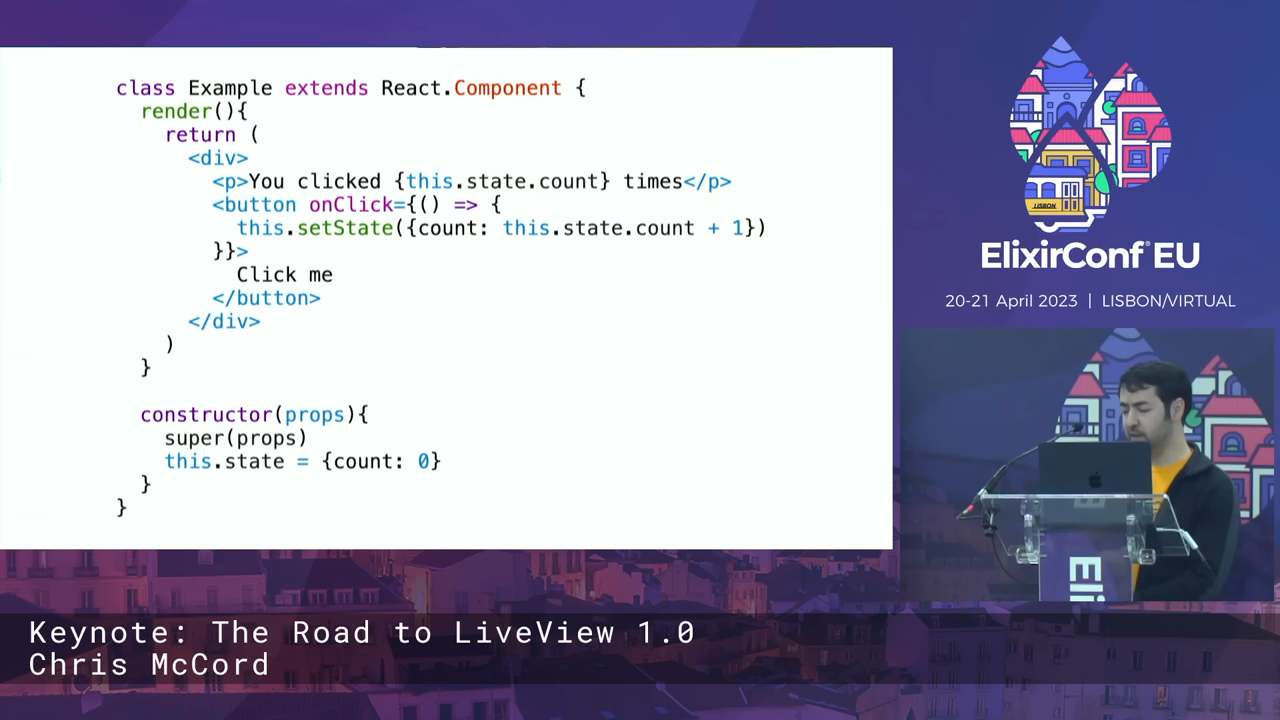 class Example extends React.Component {
  render(){
    return (
      <div>
        <p>You clicked {this.state.count} times</p>
        <button onClick={() => {
          this.setState({count: this.state.count + 1})
        }}>
          Click me
        </button>
      </div>
    )
  }

  constructor(props){
    super(props)
    this.state = {count: 0}
  }
}
LISBON
ElixirConf® EU
20-21 April 2023 | LISBON/VIRTUAL
Eli
Keynote: The Road to LiveView 1.0
Chris McCord